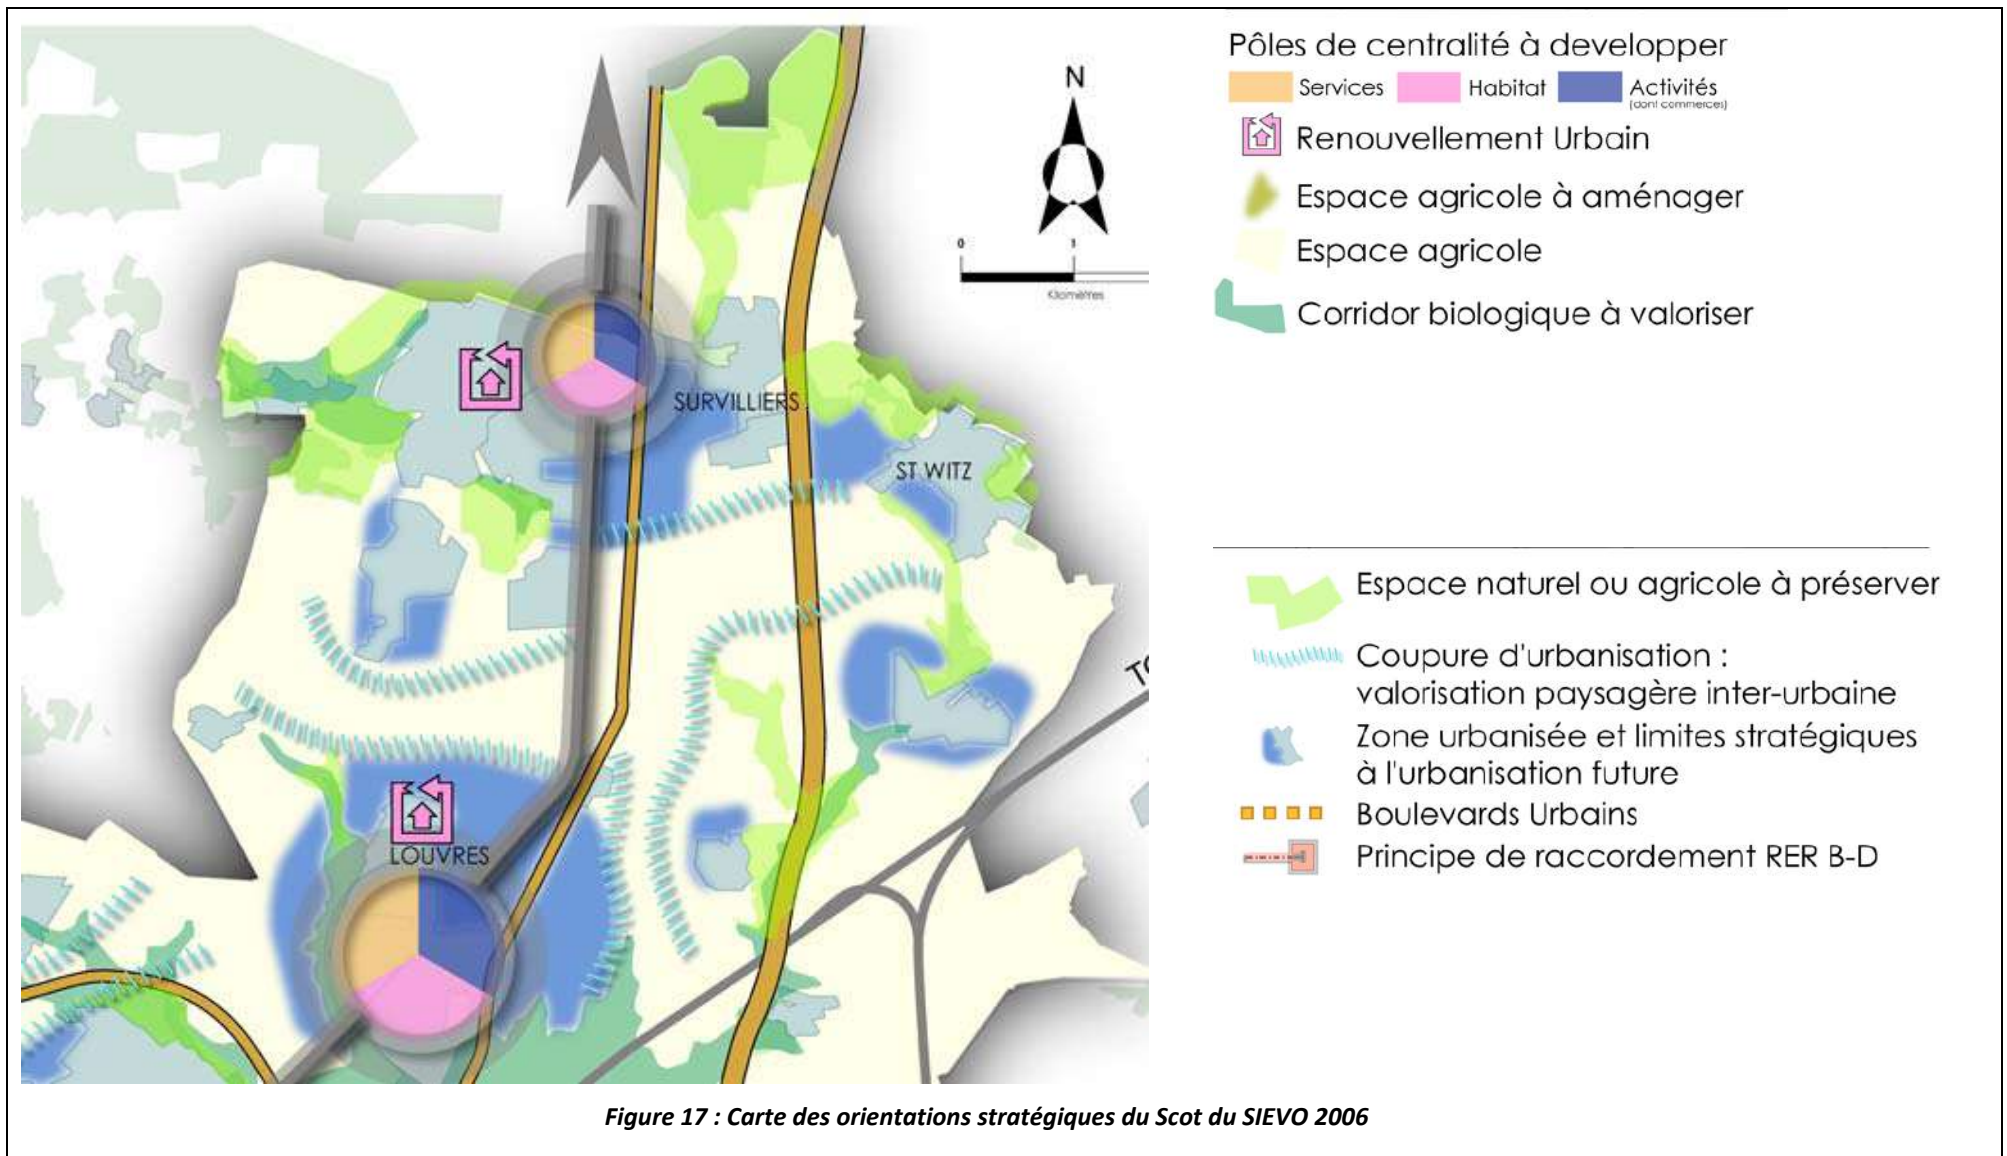 N
0 1
Kilomètres
SURVILLIERS
ST WITZ
LOUVRES
Pôles de centralité à developper
Services Habitat Activités
(dont commerces)
Renouvellement Urbain
Espace agricole à aménager
Espace agricole
Corridor biologique à valoriser
Espace naturel ou agricole à préserver
Coupure d'urbanisation :
valorisation paysagère inter-urbaine
Zone urbanisée et limites stratégiques
à l'urbanisation future
Boulevards Urbains
Principe de raccordement RER B-D
Figure 17 : Carte des orientations stratégiques du Scot du SIEVO 2006